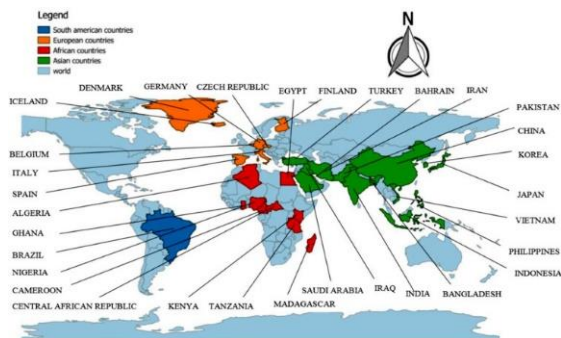 Legend
South american countries
European countries
African countries
Asian countries
world
N
DENMARK
GERMANY
CZECH REPUBLIC
EGYPT
FINLAND
TURKEY
BAHRAIN
IRAN
ICELAND
PAKISTAN
CHINA
BELGIUM
KOREA
ITALY
SPAIN
JAPAN
ALGERIA
VIETNAM
GHANA
BRAZIL
PHILIPPINES
NIGERIA
INDONESIA
CAMEROON
SAUDI ARABIA
IRAQ
INDIA
BANGLADESH
CENTRAL AFRICAN REPUBLIC
KENYA
TANZANIA
MADAGASCAR